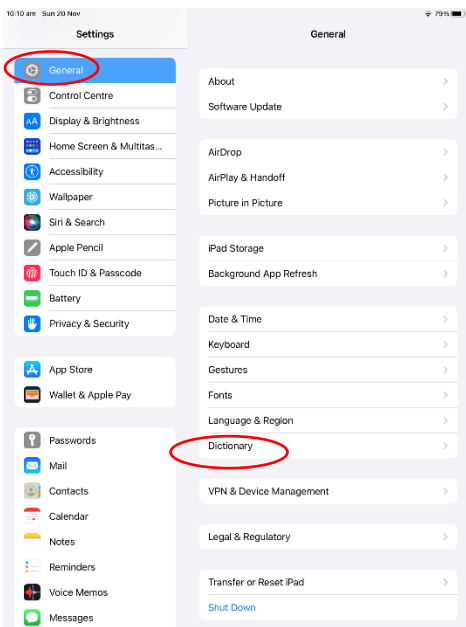 10:10 am Sun 20 Nov
79%
Settings
General
General
Control Centre
Display & Brightness
Home Screen & Multitas...
Accessibility
Wallpaper
Siri & Search
Apple Pencil
Touch ID & Passcode
Battery
Privacy & Security
App Store
Wallet & Apple Pay
Passwords
Mail
Contacts
Calendar
Notes
Reminders
Voice Memos
Messages
About
Software Update
AirDrop
AirPlay & Handoff
Picture in Picture
iPad Storage
Background App Refresh
Date & Time
Keyboard
Gestures
Fonts
Language & Region
Dictionary
VPN & Device Management
Legal & Regulatory
Transfer or Reset iPad
Shut Down